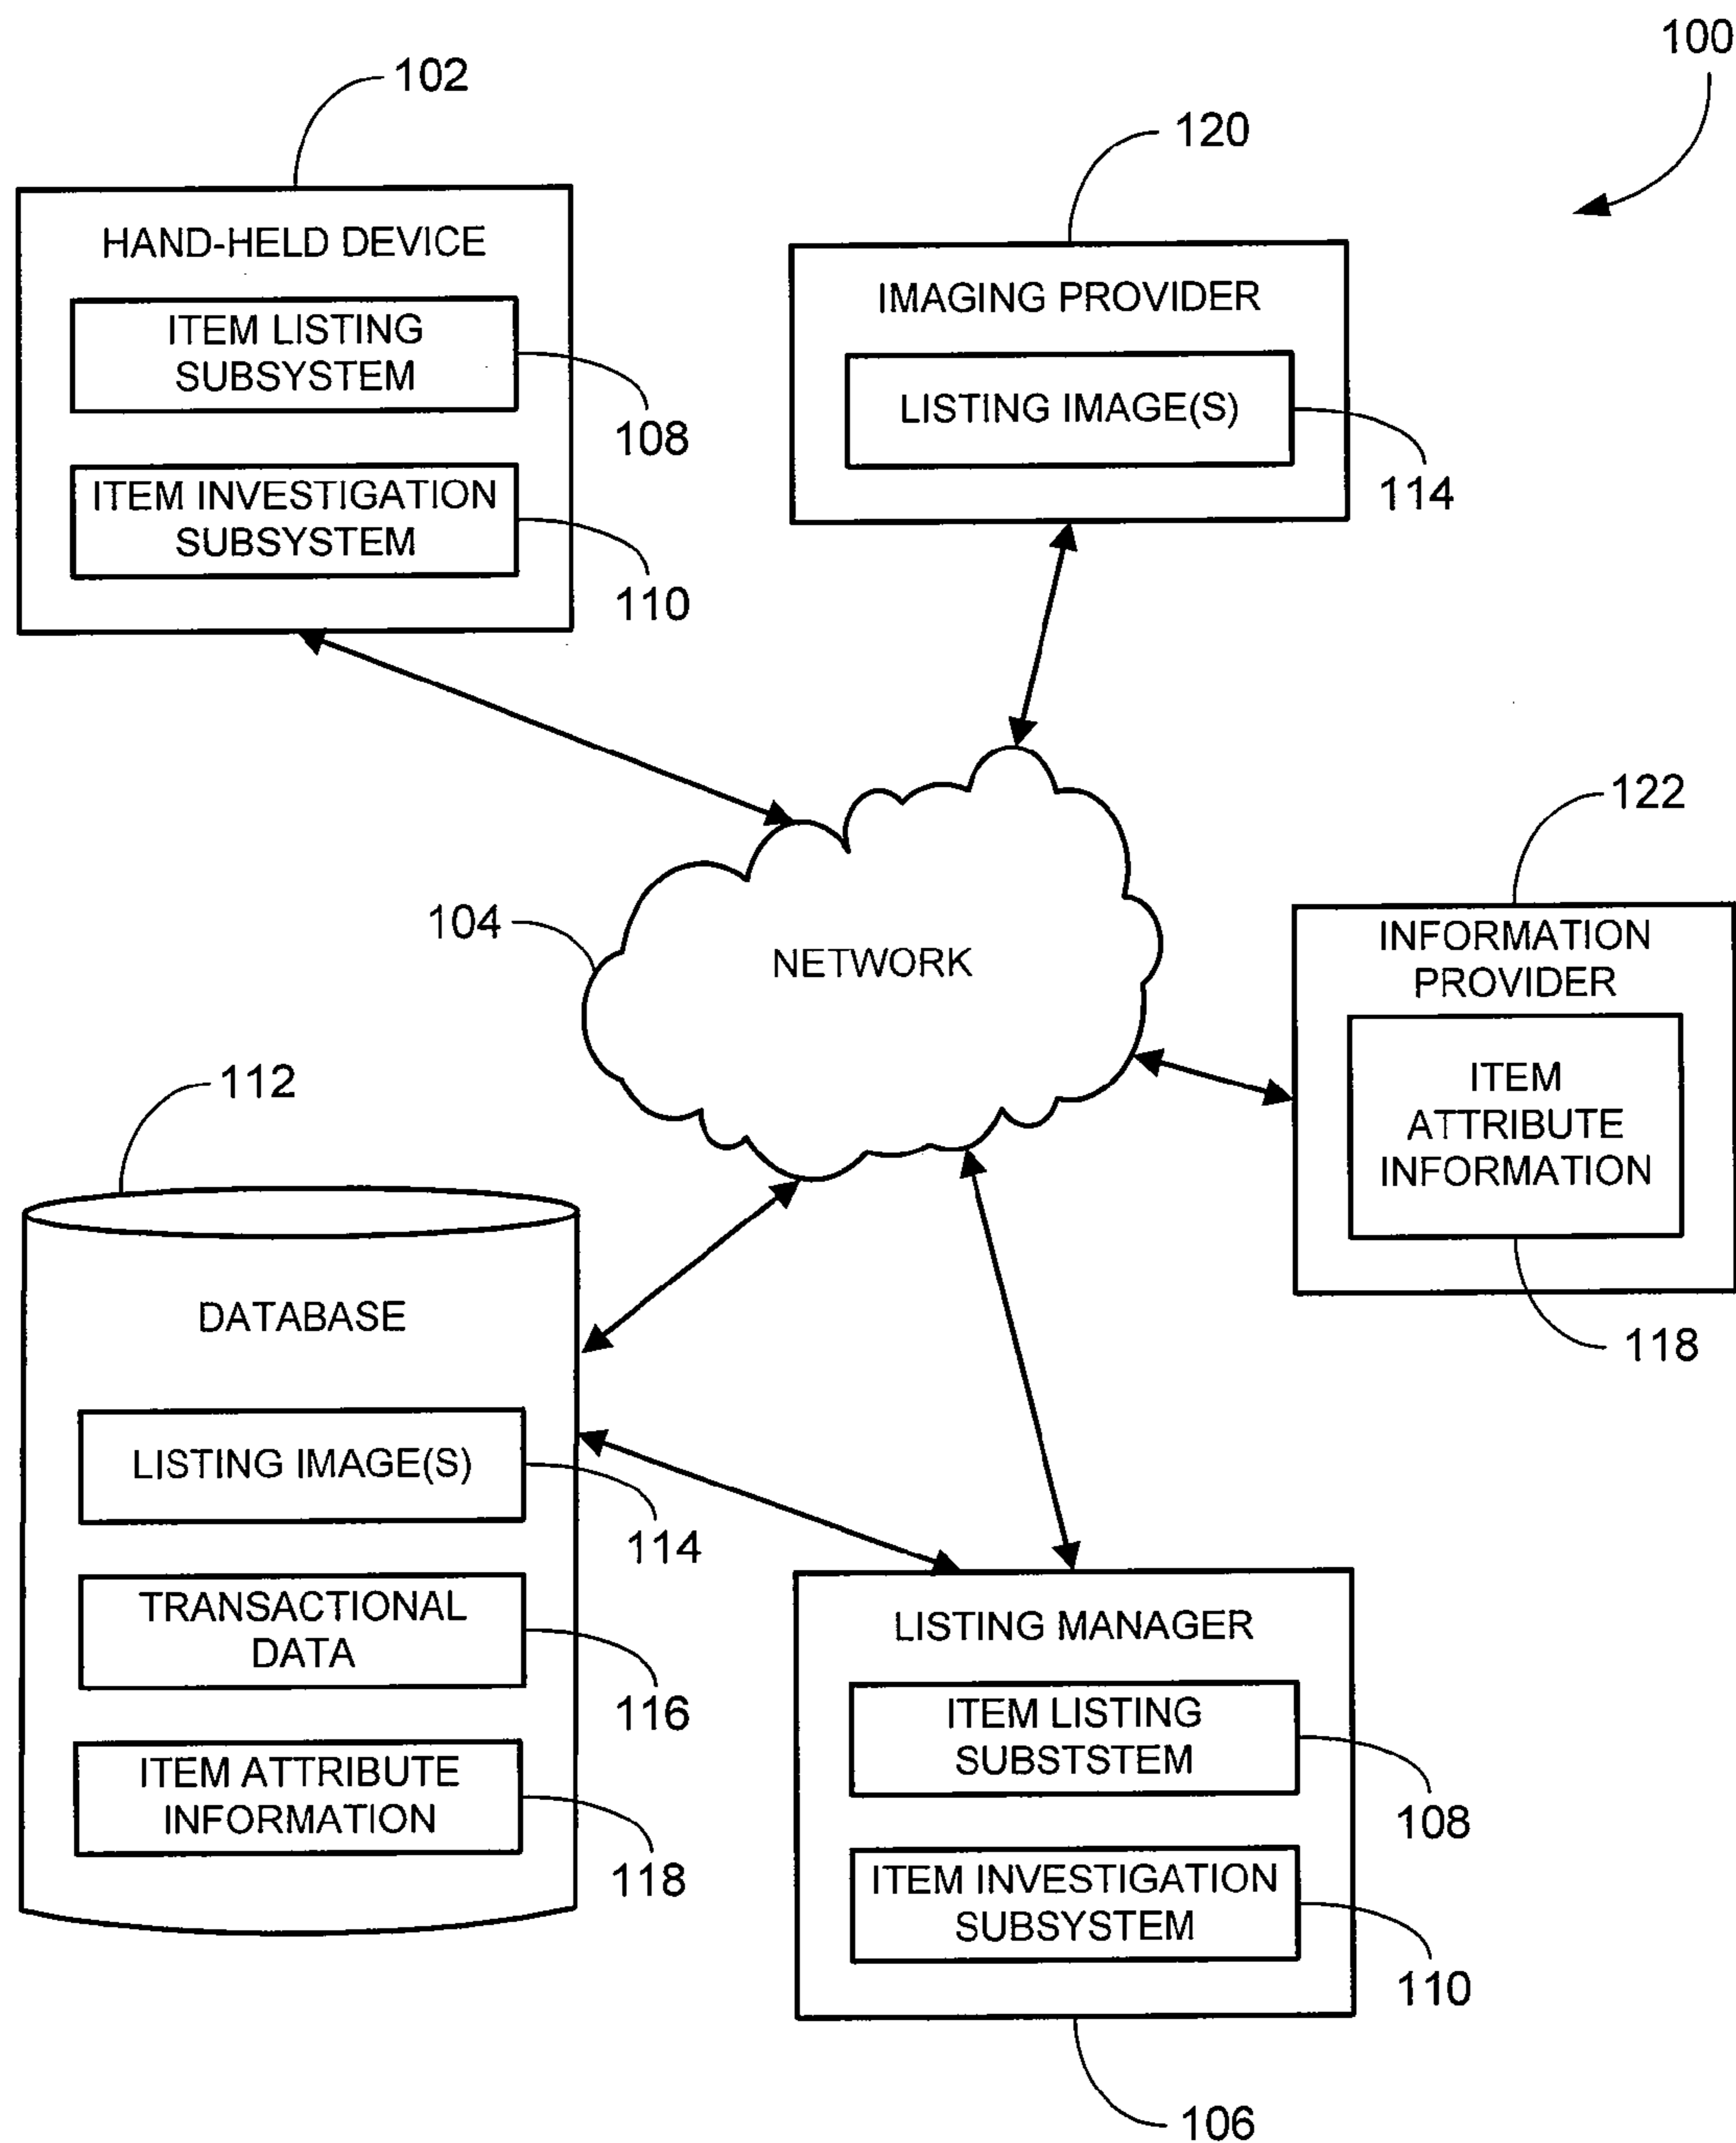 100
102
HAND-HELD DEVICE
ITEM LISTING
SUBSYSTEM
108
ITEM INVESTIGATION
SUBSYSTEM
110
120
IMAGING PROVIDER
LISTING IMAGE(S)
114
104
NETWORK
122
INFORMATION
PROVIDER
ITEM
ATTRIBUTE
INFORMATION
118
112
DATABASE
LISTING IMAGE(S)
114
TRANSACTIONAL
DATA
116
ITEM ATTRIBUTE
INFORMATION
118
LISTING MANAGER
ITEM LISTING
SUBSTSTEM
108
ITEM INVESTIGATION
SUBSYSTEM
110
106